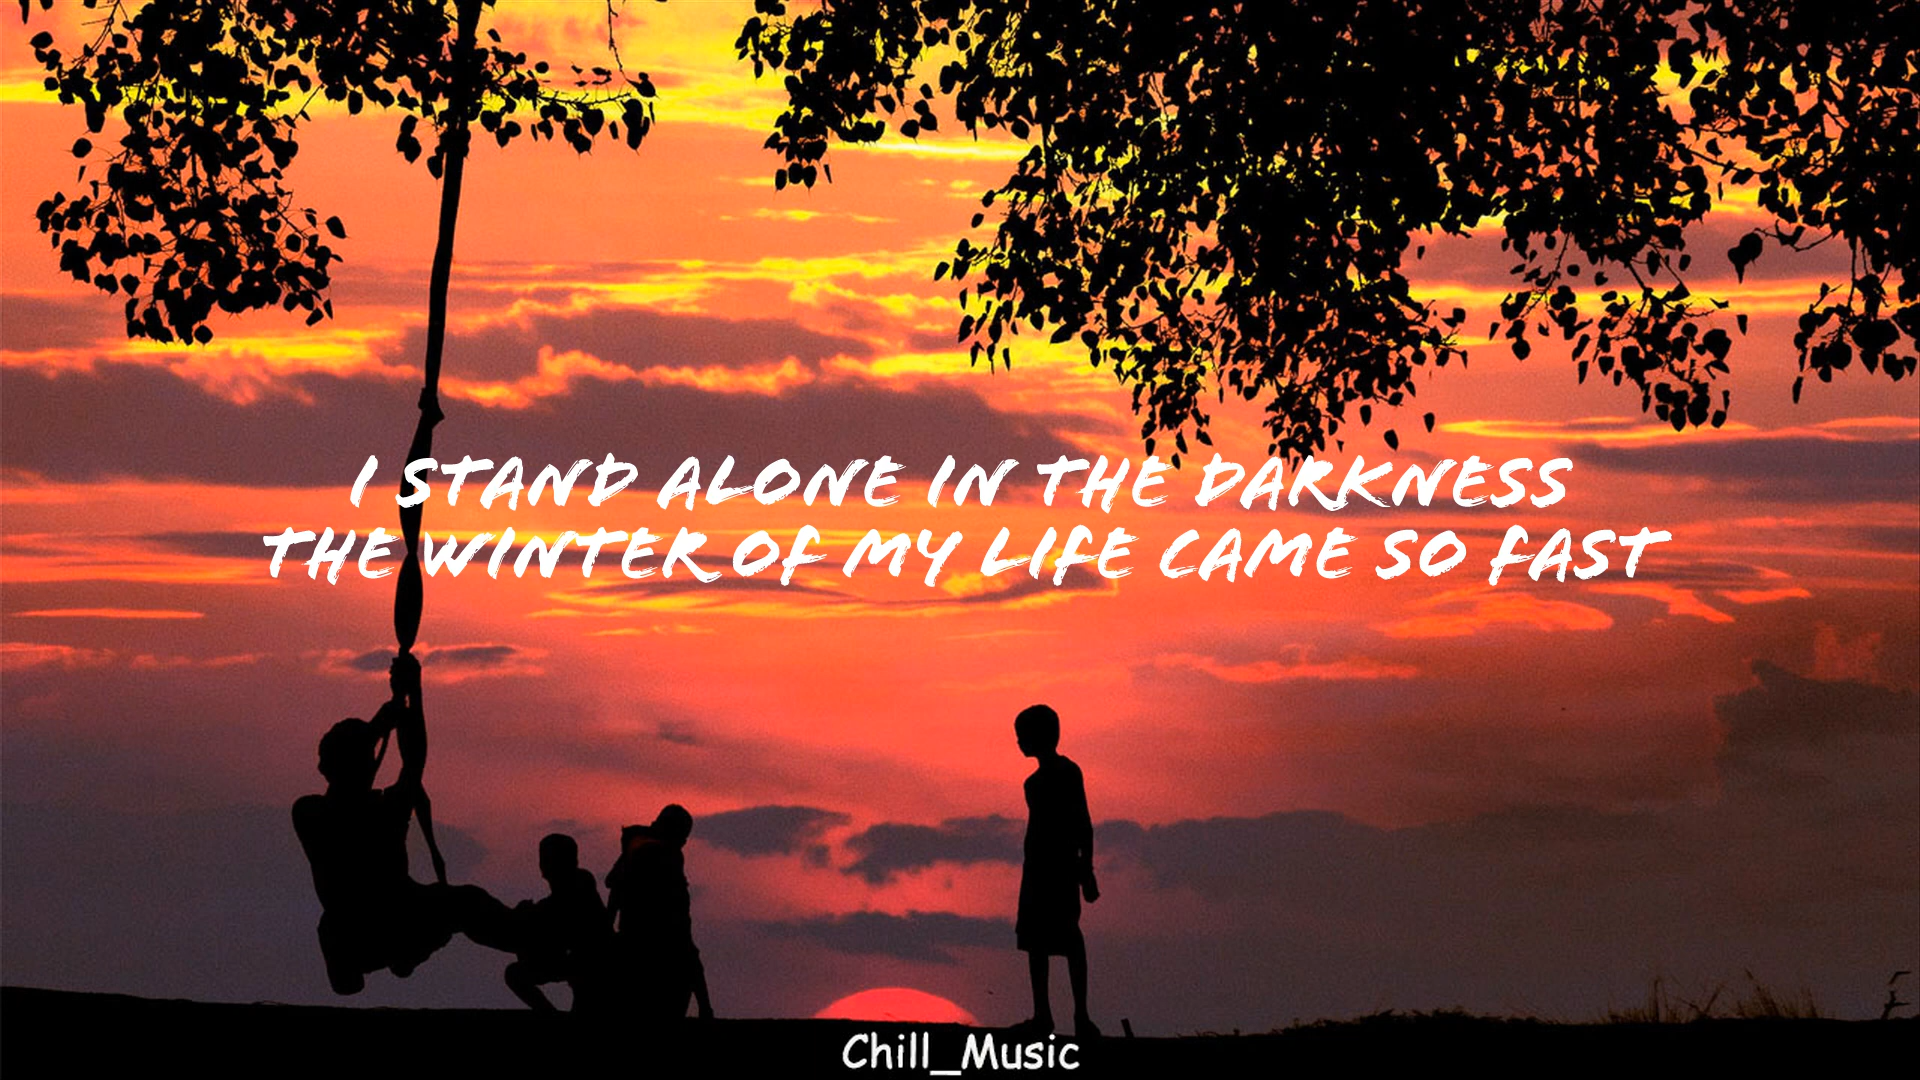 I STAND ALONE IN THE DARKNESS
THE WINTER OF MY LIFE CAME SO FAST
Chill_Music